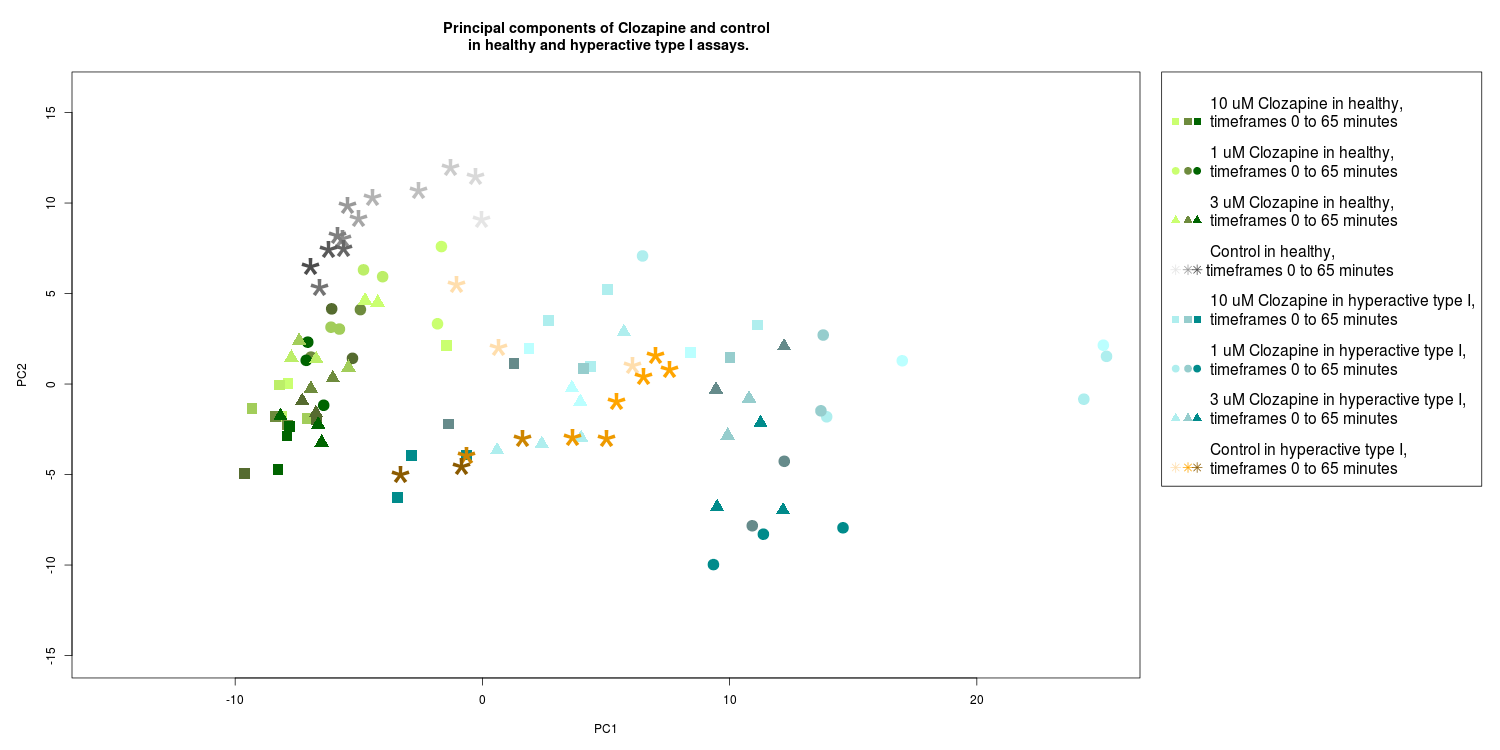 Principal components of Clozapine and control
in healthy and hyperactive type I assays.
15
10
5
0
-5
-10
-15
PC2
-10
0
10
20
PC1
10 uM Clozapine in healthy,
timeframes 0 to 65 minutes
1 uM Clozapine in healthy,
timeframes 0 to 65 minutes
3 uM Clozapine in healthy,
timeframes 0 to 65 minutes
Control in healthy,
timeframes 0 to 65 minutes
10 uM Clozapine in hyperactive type I,
timeframes 0 to 65 minutes
1 uM Clozapine in hyperactive type I,
timeframes 0 to 65 minutes
3 uM Clozapine in hyperactive type I,
timeframes 0 to 65 minutes
Control in hyperactive type I,
timeframes 0 to 65 minutes